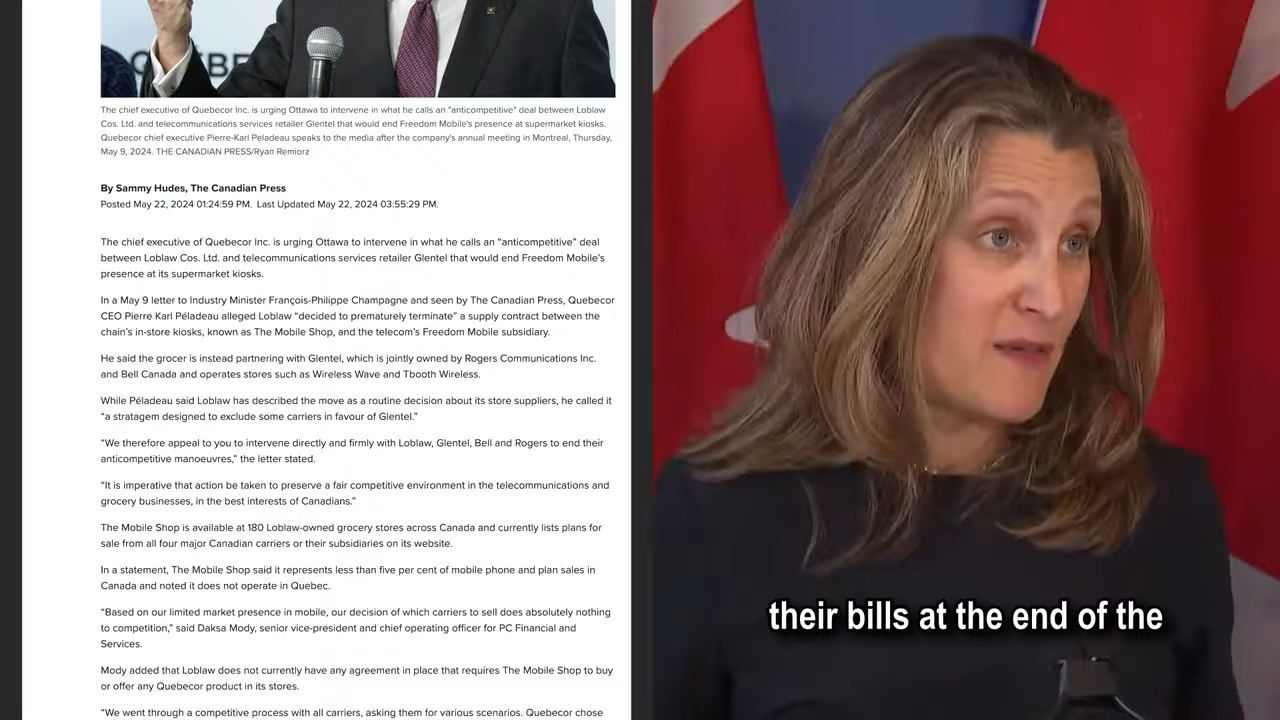 QUÉBE
The chief executive of Quebecor Inc. is urging Ottawa to intervene in what he calls an "anticompetitive" deal between Loblaw
Cos. Ltd. and telecommunications services retailer Glentel that would end Freedom Mobile's presence at supermarket kiosks.
Quebecor chief executive Pierre-Karl Peladeau speaks to the media after the company's annual meeting in Montreal, Thursday,
May 9, 2024. THE CANADIAN PRESS/Ryan Remiorz
By Sammy Hudes, The Canadian Press
Posted May 22, 2024 01:24:59 PM. Last Updated May 22, 2024 03:55:29 PM.
The chief executive of Quebecor Inc. is urging Ottawa to intervene in what he calls an “anticompetitive” deal
between Loblaw Cos. Ltd. and telecommunications services retailer Glentel that would end Freedom Mobile’s
presence at its supermarket kiosks.
In a May 9 letter to Industry Minister François-Philippe Champagne and seen by The Canadian Press, Quebecor
CEO Pierre Karl Péladeau alleged Loblaw “decided to prematurely terminate” a supply contract between the
chain’s in-store kiosks, known as The Mobile Shop, and the telecom’s Freedom Mobile subsidiary.
He said the grocer is instead partnering with Glentel, which is jointly owned by Rogers Communications Inc.
and Bell Canada and operates stores such as Wireless Wave and Tbooth Wireless.
While Péladeau said Loblaw has described the move as a routine decision about its store suppliers, he called it
“a stratagem designed to exclude some carriers in favour of Glentel.”
“We therefore appeal to you to intervene directly and firmly with Loblaw, Glentel, Bell and Rogers to end their
anticompetitive manoeuvres,” the letter stated.
“It is imperative that action be taken to preserve a fair competitive environment in the telecommunications and
grocery businesses, in the best interests of Canadians.”
The Mobile Shop is available at 180 Loblaw-owned grocery stores across Canada and currently lists plans for
sale from all four major Canadian carriers or their subsidiaries on its website.
In a statement, The Mobile Shop said it represents less than five per cent of mobile phone and plan sales in
Canada and noted it does not operate in Quebec.
“Based on our limited market presence in mobile, our decision of which carriers to sell does absolutely nothing
to competition,” said Daksa Mody, senior vice-president and chief operating officer for PC Financial and
Services.
Mody added that Loblaw does not currently have any agreement in place that requires The Mobile Shop to buy
or offer any Quebecor product in its stores.
“We went through a competitive process with all carriers, asking them for various scenarios. Quebecor chose
their bills at the end of the